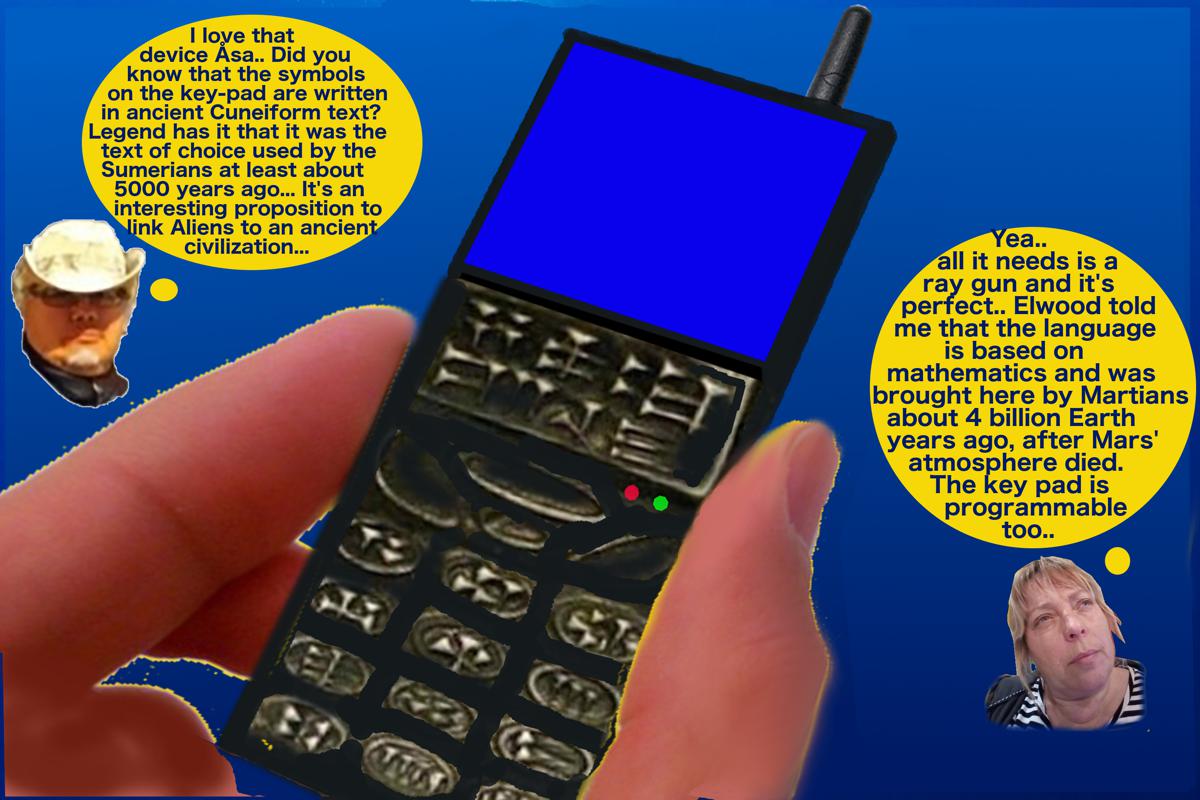 I love that
device Åsa.. Did you
know that the symbols
on the key-pad are written
in ancient Cuneiform text?
Legend has it that it was the
text of choice used by the
Sumerians at least about
5000 years ago... It's an
interesting proposition to
link Aliens to an ancient
civilization...
Yea..
all it needs is a
ray gun and it's
perfect.. Elwood told
me that the language
is based on
mathematics and was
brought here by Martians
about 4 billion Earth
years ago, after Mars'
atmosphere died.
The key pad is
programmable
too..